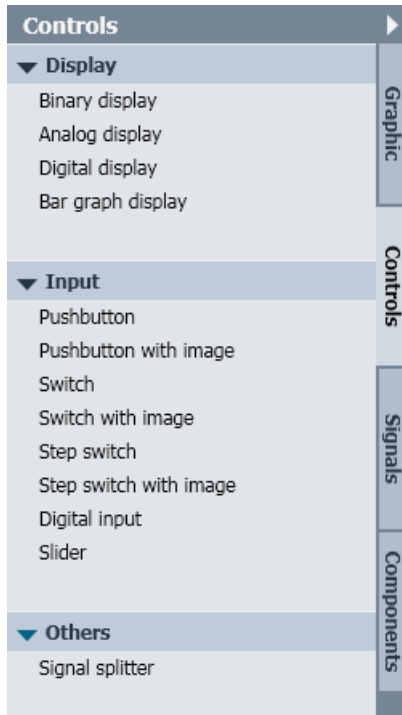 Controls
Display
Binary display
Analog display
Digital display
Bar graph display
Input
Pushbutton
Pushbutton with image
Switch
Switch with image
Step switch
Step switch with image
Digital input
Slider
Others
Signal splitter
Graphic
Controls
Signals
Components